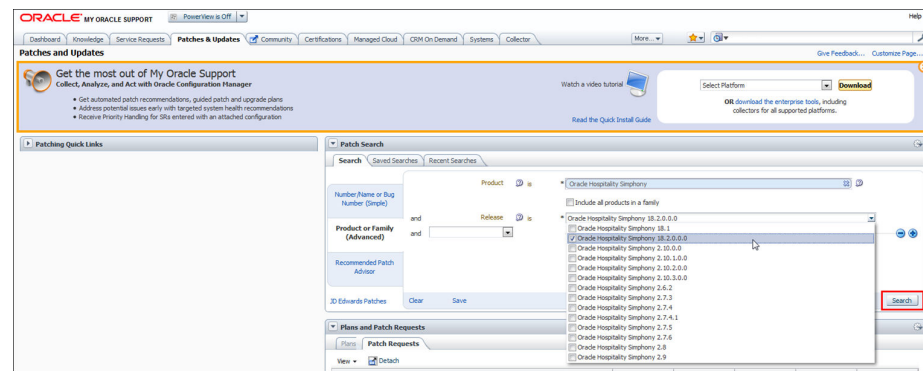 ORACLE MY ORACLE SUPPORT PowerView is Off Help
Dashboard Knowledge Service Requests Patches & Updates Community Certifications Managed Cloud CRM On Demand Systems Collector More...
Patches and Updates Give Feedback... Customize Page...
Get the most out of My Oracle Support
Collect, Analyze, and Act with Oracle Configuration Manager
Get automated patch recommendations, guided patch and upgrade plans
Address potential issues early with targeted system health recommendations
Receive Priority Handling for SRs entered with an attached configuration
Watch a video tutorial
Read the Quick Install Guide
Select Platform Download
OR download the enterprise tools, including
collectors for all supported platforms.
Patching Quick Links
Patch Search
Search Saved Searches Recent Searches
Number/Name or Bug
Number (Simple)
Product or Family
(Advanced)
Recommended Patch
Advisor
JD Edwards Patches
Product is * Oracle Hospitality Simphony
Include all products in a family
and Release is * Oracle Hospitality Simphony 18.2.0.0.0
and
Oracle Hospitality Simphony 18.1
Oracle Hospitality Simphony 18.2.0.0.0
Oracle Hospitality Simphony 2.10.0.0
Oracle Hospitality Simphony 2.10.1.0.0
Oracle Hospitality Simphony 2.10.2.0.0
Oracle Hospitality Simphony 2.10.3.0.0
Oracle Hospitality Simphony 2.6.2
Oracle Hospitality Simphony 2.7.3
Oracle Hospitality Simphony 2.7.4
Oracle Hospitality Simphony 2.7.4.1
Oracle Hospitality Simphony 2.7.5
Oracle Hospitality Simphony 2.7.6
Oracle Hospitality Simphony 2.8
Oracle Hospitality Simphony 2.9
Clear Save Search
Plans and Patch Requests
Plans Patch Requests
View Detach